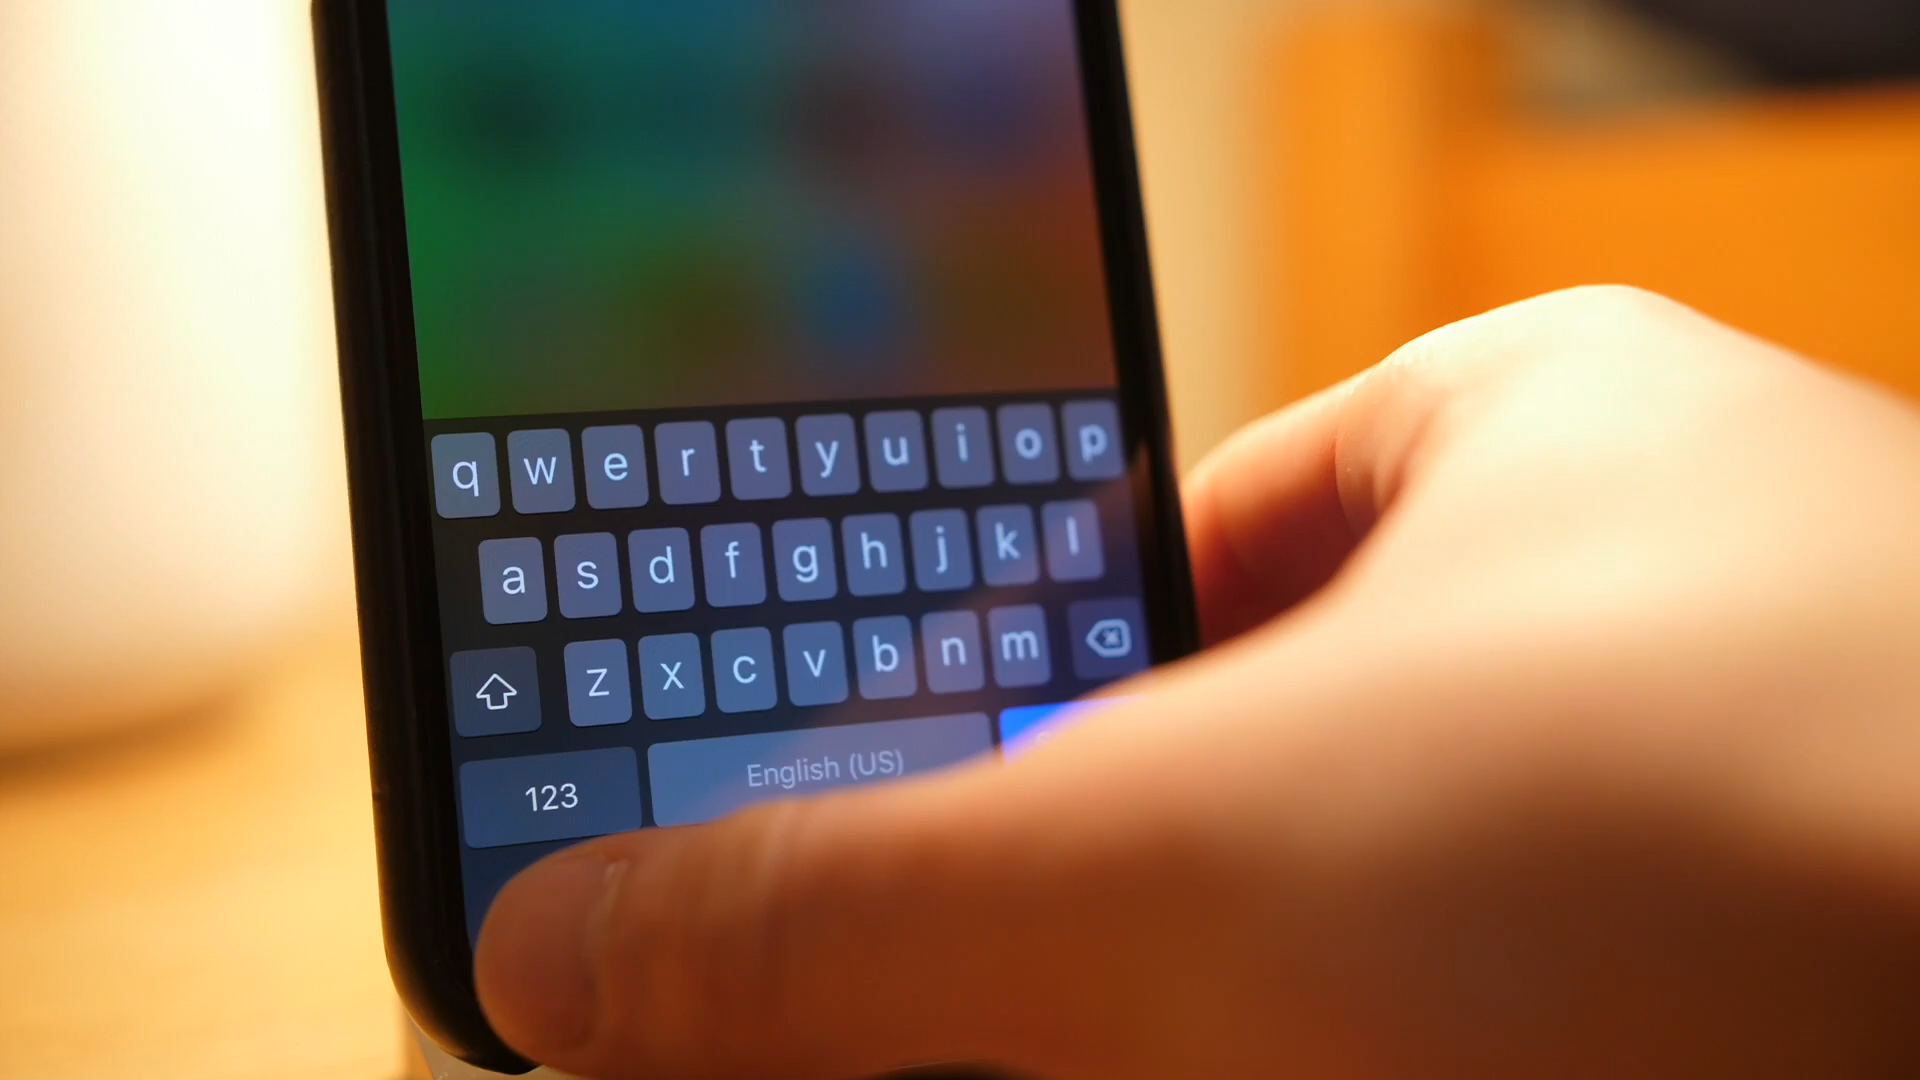 q w e r t y u i o p
a s d f g h j k l
z x c v b n m
123 English (US)